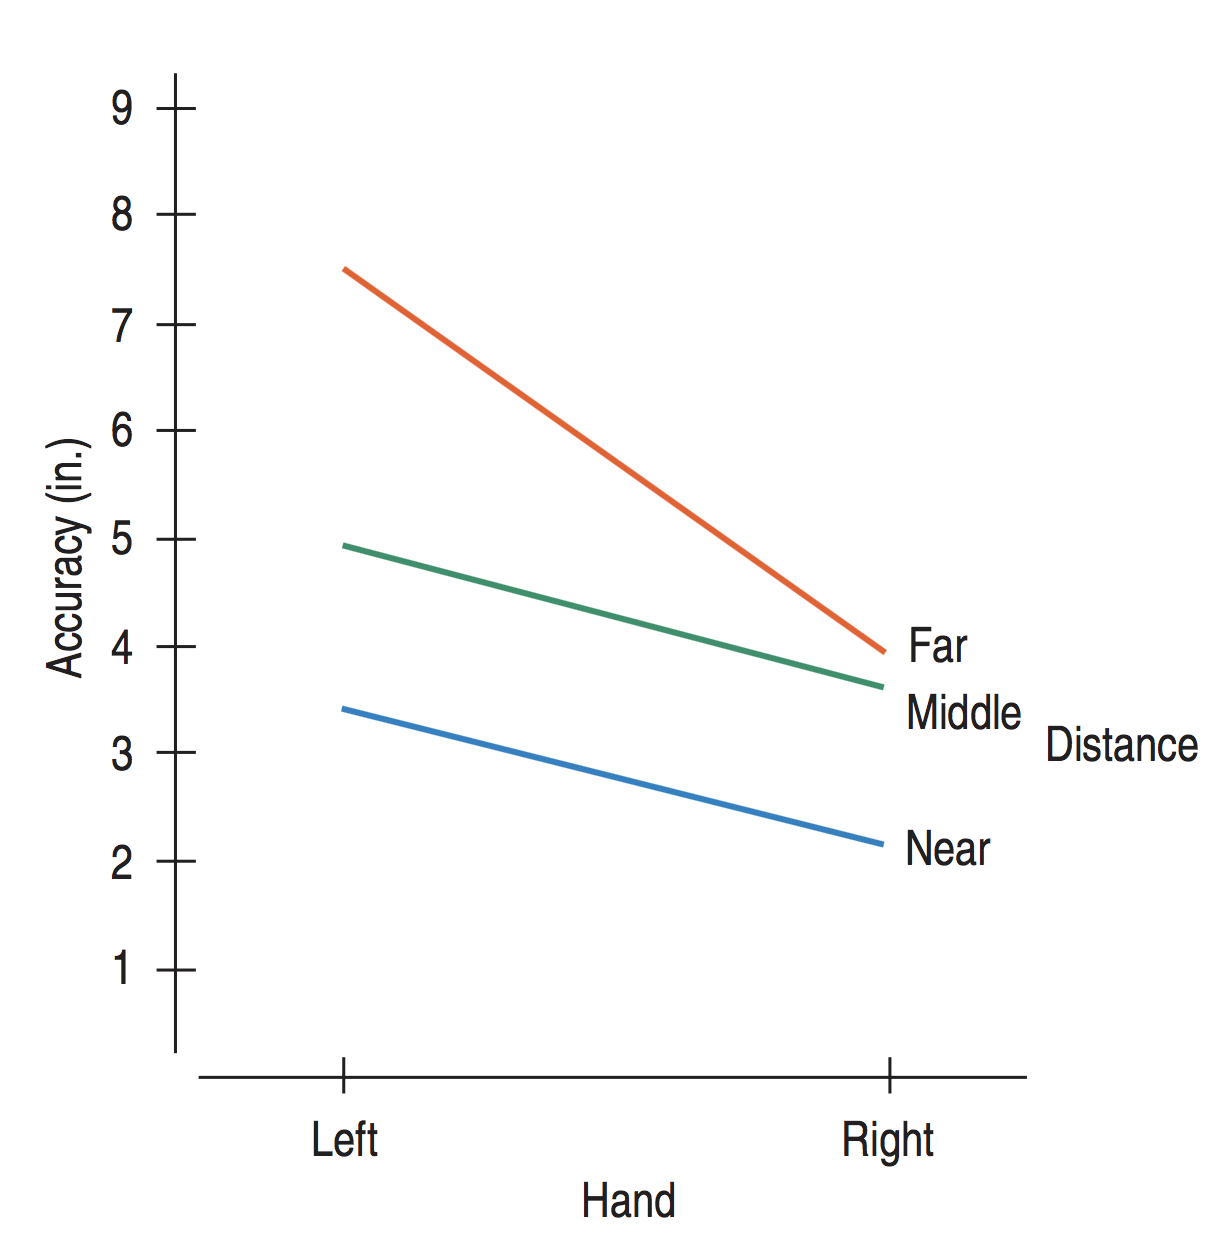 9
8
7
6
5
4
3
2
1
Accuracy (in.)
Far
Middle
Distance
Near
Left
Right
Hand